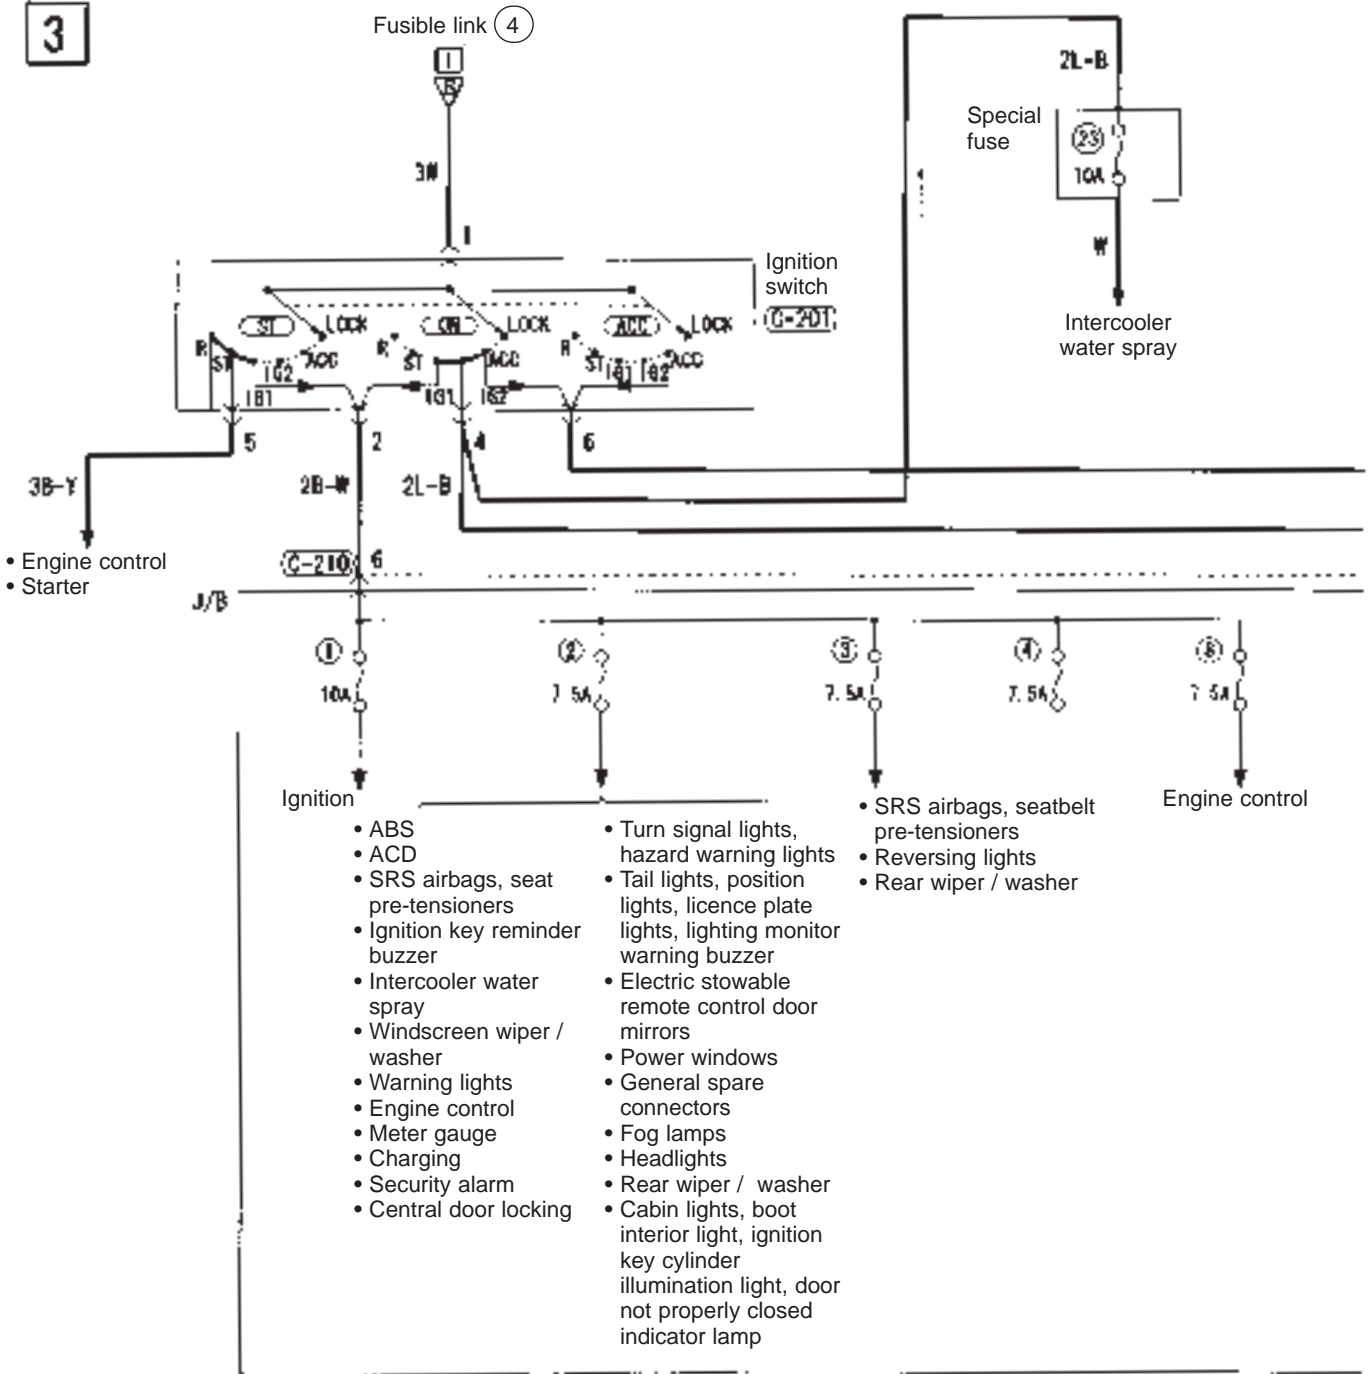 3
Fusible link 4
1
3W
1
2L-B
Special
fuse
23
10A
W
Intercooler
water spray
Ignition
switch
C-201
ST
LOCK
ON
LOCK
ACC
LOCK
R
ST
ACC
IG2
IG1
R
ST
ACC
IG1
IG2
R
ST
IG1
IG2
ACC
5
2
4
6
3B-Y
2B-W
2L-B
• Engine control
• Starter
C-210
6
J/B
1
10A
2
7.5A
3
7.5A
4
7.5A
7.5A
Ignition
• ABS
• ACD
• SRS airbags, seat
pre-tensioners
• Ignition key reminder
buzzer
• Intercooler water
spray
• Windscreen wiper /
washer
• Warning lights
• Engine control
• Meter gauge
• Charging
• Security alarm
• Central door locking
• Turn signal lights,
hazard warning lights
• Tail lights, position
lights, licence plate
lights, lighting monitor
warning buzzer
• Electric stowable
remote control door
mirrors
• Power windows
• General spare
connectors
• Fog lamps
• Headlights
• Rear wiper / washer
• Cabin lights, boot
interior light, ignition
key cylinder
illumination light, door
not properly closed
indicator lamp
• SRS airbags, seatbelt
pre-tensioners
• Reversing lights
• Rear wiper / washer
Engine control